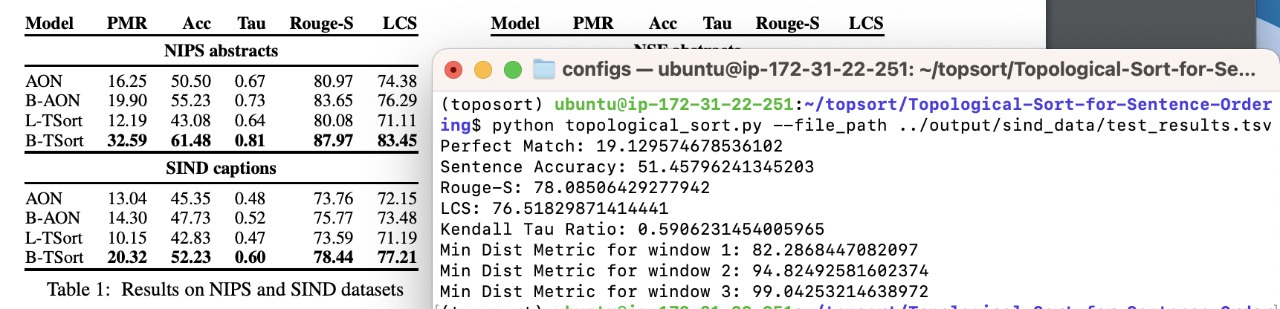 Model PMR Acc Tau Rouge-S LCS
NIPS abstracts
AON 16.25 50.50 0.67 80.97 74.38
B-AON 19.90 55.23 0.73 83.65 76.29
L-TSort 12.19 43.08 0.64 80.08 71.11
B-TSort 32.59 61.48 0.81 87.97 83.45
SIND captions
AON 13.04 45.35 0.48 73.76 72.15
B-AON 14.30 47.73 0.52 75.77 73.48
L-TSort 10.15 42.83 0.47 73.59 71.19
B-TSort 20.32 52.23 0.60 78.44 77.21
Table 1: Results on NIPS and SIND datasets
Model PMR Acc Tau Rouge-S LCS
configs — ubuntu@ip-172-31-22-251: ~/topsort/Topological-Sort-for-Se...
(toposort) ubuntu@ip-172-31-22-251:~/topsort/Topological-Sort-for-Sentence-Order
ing$ python topological_sort.py --file_path ../output/sind_data/test_results.tsv
Perfect Match: 19.129574678536102
Sentence Accuracy: 51.45796241345203
Rouge-S: 78.08506429277942
LCS: 76.51829871414441
Kendall Tau Ratio: 0.5906231454005965
Min Dist Metric for window 1: 82.2868447082097
Min Dist Metric for window 2: 94.82492581602374
Min Dist Metric for window 3: 99.04253214638972